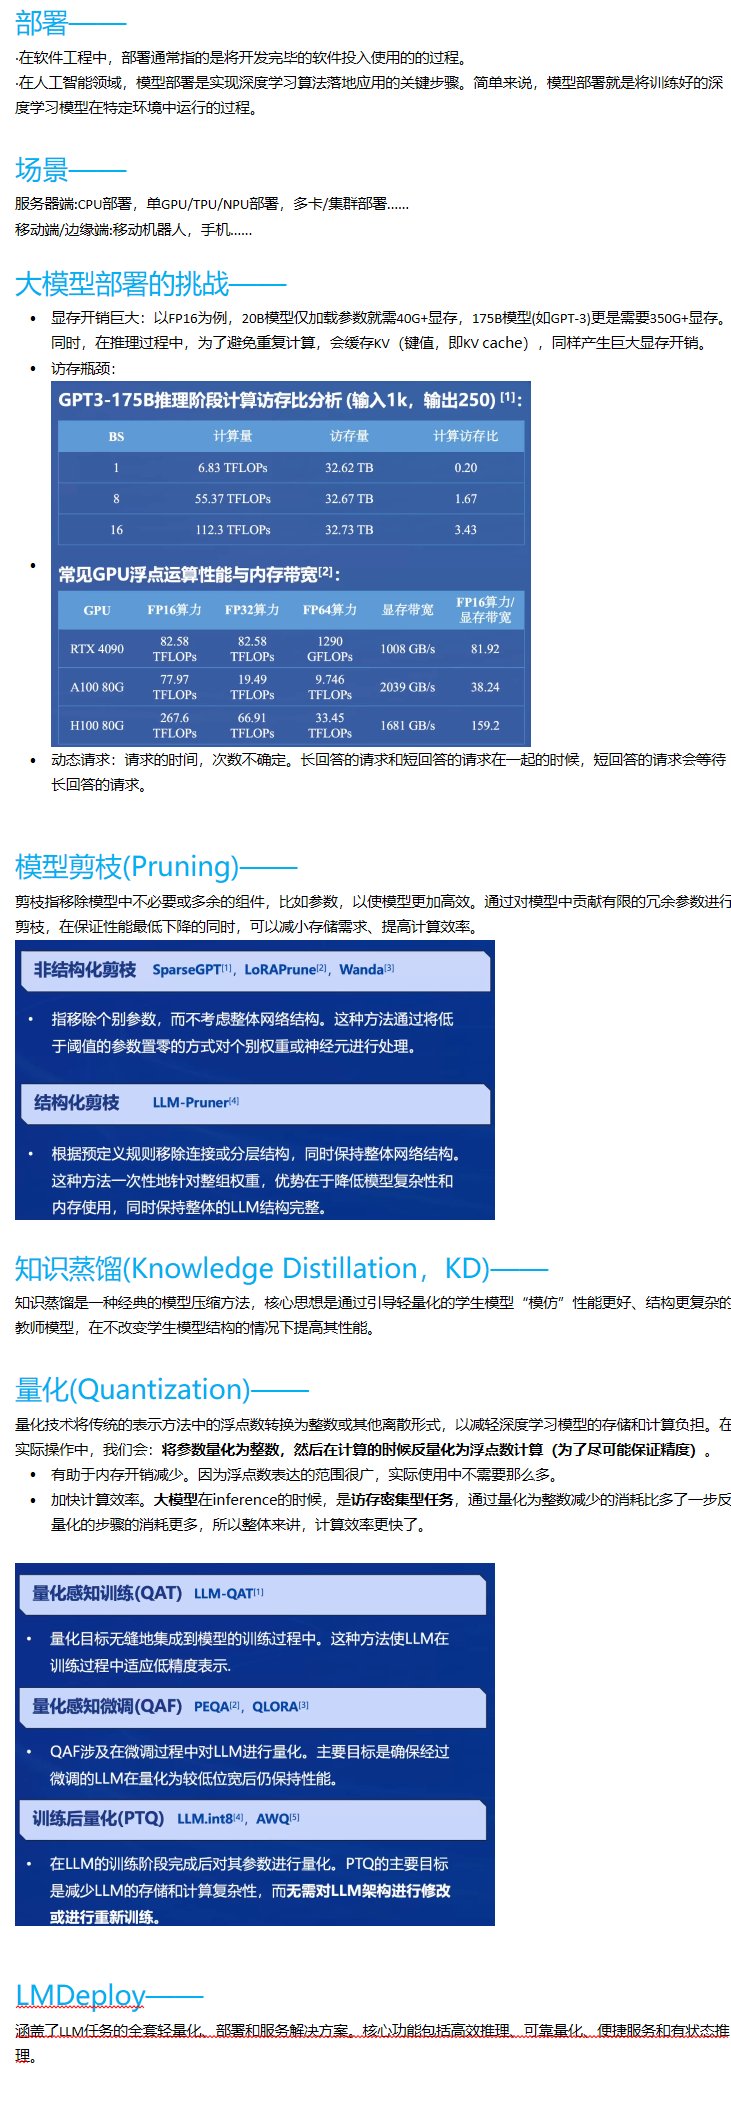 部署——
·在软件工程中，部署通常指的是将开发完毕的软件投入使用的的过程。
·在人工智能领域，模型部署是实现深度学习算法落地应用的关键步骤。简单来说，模型部署就是将训练好的深
度学习模型在特定环境中运行的过程。
场景——
服务器端:CPU部署，单GPU/TPU/NPU部署，多卡/集群部署……
移动端/边缘端:移动机器人，手机……
大模型部署的挑战——
• 显存开销巨大：以FP16为例，20B模型仅加载参数就需40G+显存，175B模型(如GPT-3)更是需要350G+显存。
同时，在推理过程中，为了避免重复计算，会缓存KV（键值，即KV cache），同样产生巨大显存开销。
• 访存瓶颈：
GPT3-175B推理阶段计算访存比分析 (输入1k，输出250) [1]：
BS 计算量 访存量 计算访存比
1 6.83 TFLOPs 32.62 TB 0.20
8 55.37 TFLOPs 32.67 TB 1.67
16 112.3 TFLOPs 32.73 TB 3.43
•
常见GPU浮点运算性能与内存带宽[2]：
GPU FP16算力 FP32算力 FP64算力 显存带宽 FP16算力/显存带宽
RTX 4090 82.58 TFLOPs 82.58 TFLOPs 1290 GFLOPs 1008 GB/s 81.92
A100 80G 77.97 TFLOPs 19.49 TFLOPs 9.746 TFLOPs 2039 GB/s 38.24
H100 80G 267.6 TFLOPs 66.91 TFLOPs 33.45 TFLOPs 1681 GB/s 159.2
• 动态请求：请求的时间，次数不确定。长回答的请求和短回答的请求在一起的时候，短回答的请求会等待
长回答的请求。
模型剪枝(Pruning)——
剪枝指移除模型中不必要或多余的组件，比如参数，以使模型更加高效。通过对模型中贡献有限的冗余参数进行
剪枝，在保证性能最低下降的同时，可以减小存储需求、提高计算效率。
非结构化剪枝 SparseGPT[1]，LoRAPrune[2]，Wanda[3]
• 指移除个别参数，而不考虑整体网络结构。这种方法通过将低
于阈值的参数置零的方式对个别权重或神经元进行处理。
结构化剪枝 LLM-Pruner[4]
• 根据预定义规则移除连接或分层结构，同时保持整体网络结构。
这种方法一次性地针对整组权重，优势在于降低模型复杂性和
内存使用，同时保持整体的LLM结构完整。
知识蒸馏(Knowledge Distillation，KD)——
知识蒸馏是一种经典的模型压缩方法，核心思想是通过引导轻量化的学生模型“模仿”性能更好、结构更复杂的
教师模型，在不改变学生模型结构的情况下提高其性能。
量化(Quantization)——
量化技术将传统的表示方法中的浮点数转换为整数或其他离散形式，以减轻深度学习模型的存储和计算负担。在
实际操作中，我们会：将参数量化为整数，然后在计算的时候反量化为浮点数计算（为了尽可能保证精度）。
• 有助于内存开销减少。因为浮点数表达的范围很广，实际使用中不需要那么多。
• 加快计算效率。大模型在inference的时候，是访存密集型任务，通过量化为整数减少的消耗比多了一步反
量化的步骤的消耗更多，所以整体来讲，计算效率更快了。
量化感知训练(QAT) LLM-QAT[1]
• 量化目标无缝地集成到模型的训练过程中。这种方法使LLM在
训练过程中适应低精度表示.
量化感知微调(QAF) PEQA[2]，QLORA[3]
• QAF涉及在微调过程中对LLM进行量化。主要目标是确保经过
微调的LLM在量化为较低位宽后仍保持性能。
训练后量化(PTQ) LLM.int8[4]，AWQ[5]
• 在LLM的训练阶段完成后对其参数进行量化。PTQ的主要目标
是减少LLM的存储和计算复杂性，而无需对LLM架构进行修改
或进行重新训练。
LMDeploy——
涵盖了LLM任务的全套轻量化、部署和服务解决方案。核心功能包括高效推理、可靠量化、便捷服务和有状态推
理。